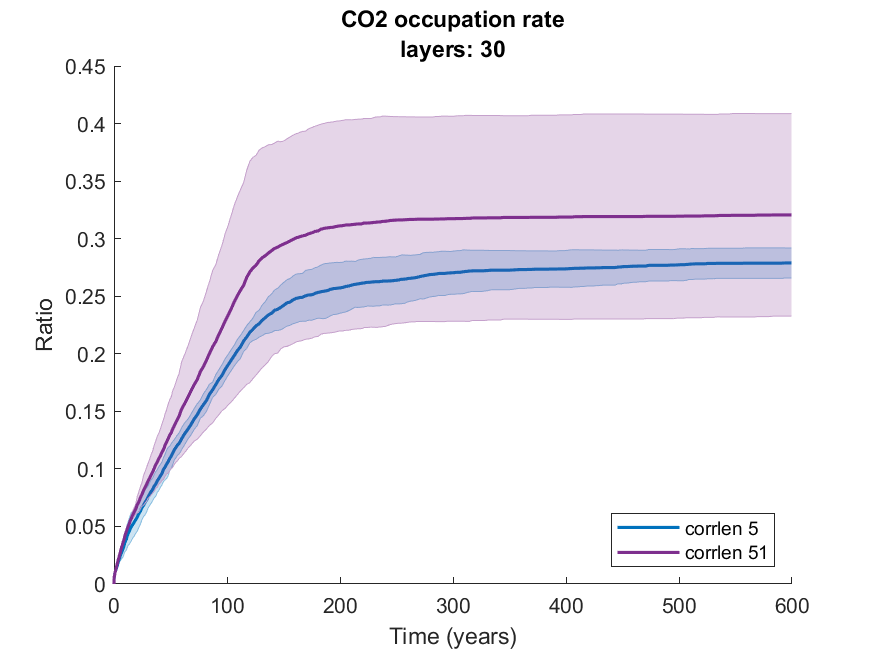 CO2 occupation rate
layers: 30
0.45
0.4
0.35
0.3
0.25
0.2
0.15
0.1
0.05
0
Ratio
corrlen 5
corrlen 51
0 100 200 300 400 500 600
Time (years)